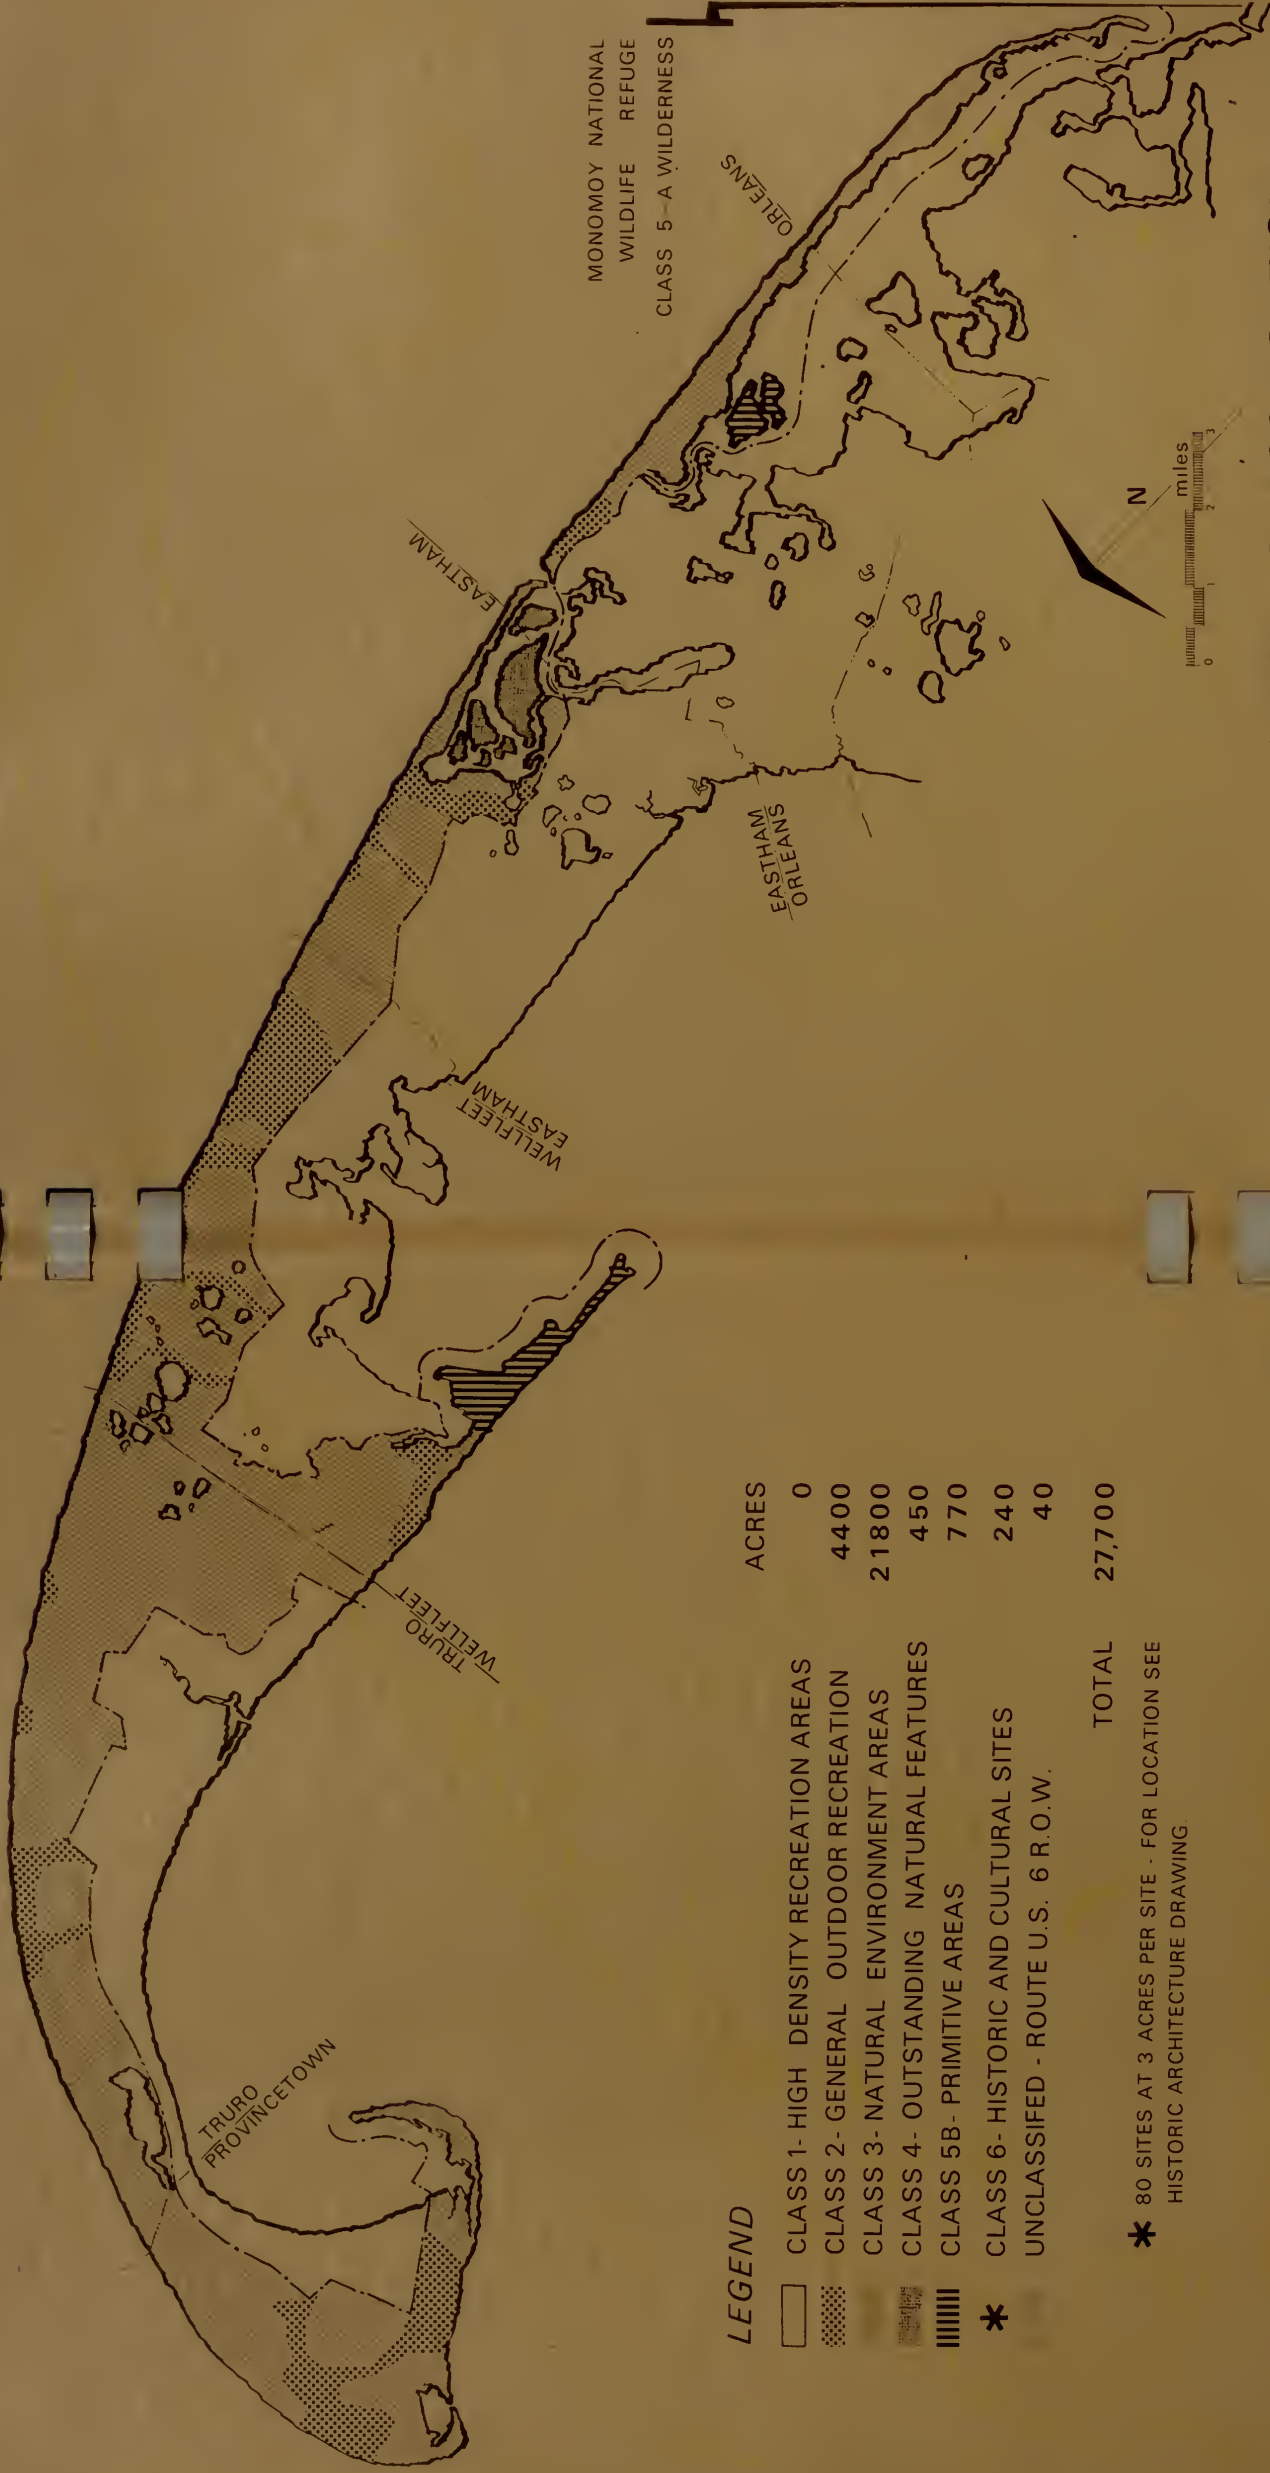 MONOMOY NATIONAL
WILDLIFE REFUGE
CLASS 5-A WILDERNESS
ORLEANS
EASTHAM
EASTHAM
ORLEANS
WELLFLEET
EASTHAM
TRURO
WELLFLEET
TRURO
PROVINCETOWN
N
miles
0 1 2 3
LEGEND
ACRES
CLASS 1- HIGH DENSITY RECREATION AREAS 0
CLASS 2- GENERAL OUTDOOR RECREATION 4400
CLASS 3- NATURAL ENVIRONMENT AREAS 21800
CLASS 4- OUTSTANDING NATURAL FEATURES 450
CLASS 5B- PRIMITIVE AREAS 770
* CLASS 6- HISTORIC AND CULTURAL SITES 240
UNCLASSIFED - ROUTE U.S. 6 R.O.W. 40
TOTAL 27,700
* 80 SITES AT 3 ACRES PER SITE - FOR LOCATION SEE
HISTORIC ARCHITECTURE DRAWING.